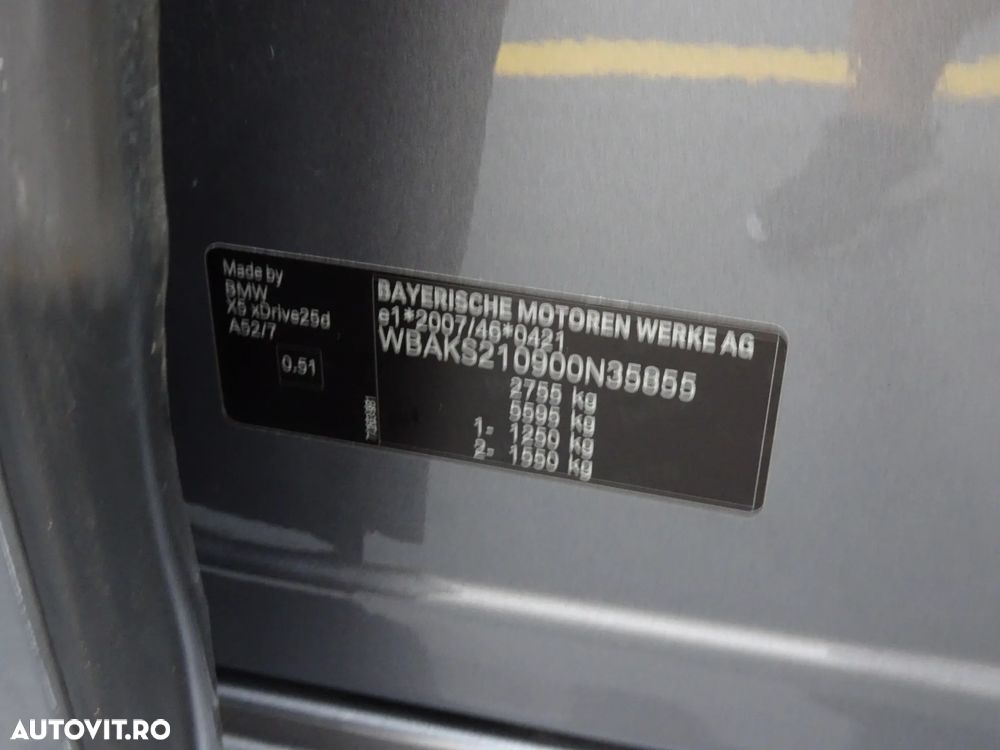 Made by
BMW
X5 xDrive25d
A52/7
0,51
BAYERISCHE MOTOREN WERKE AG
e1*2007/46*0421
WBAKS210900N35855
2755 kg
5595 kg
1- 1250 kg
2- 1550 kg
AUTOVIT.RO